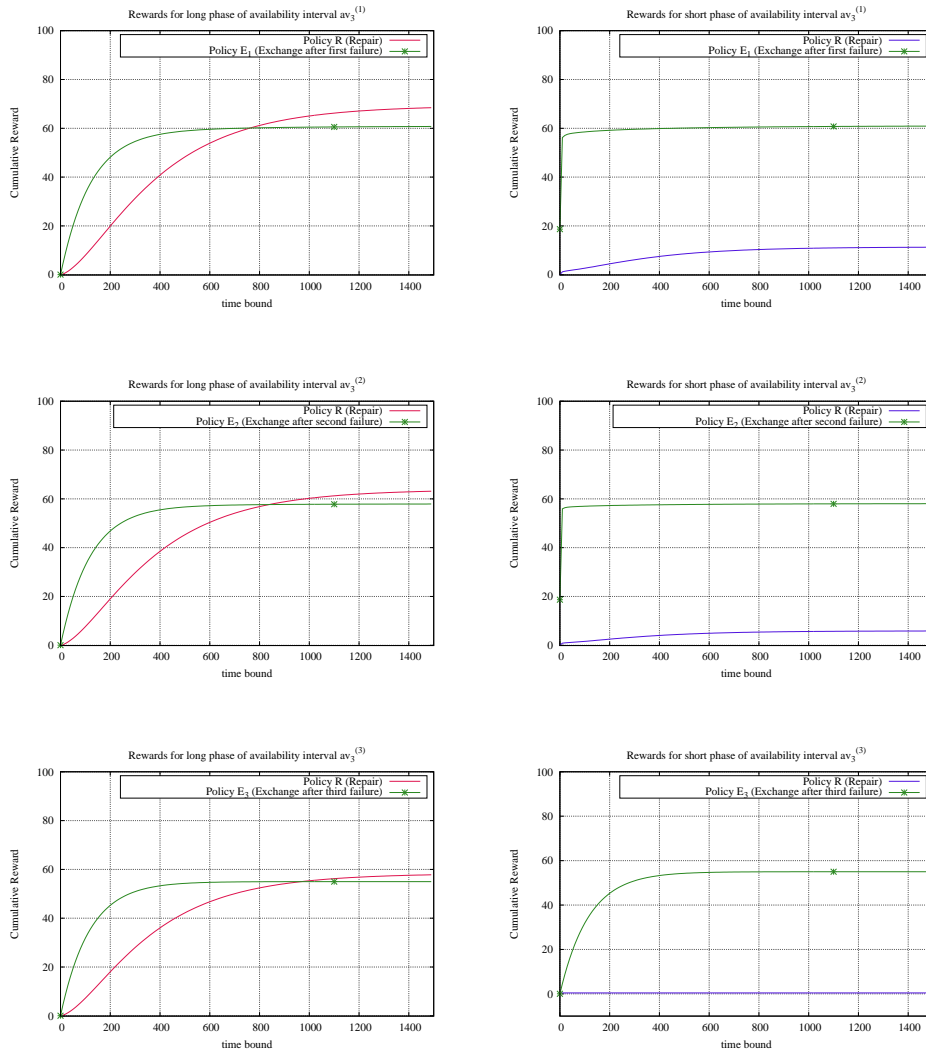 Rewards for long phase of availability interval av₃⁽¹⁾
100
80
60
40
20
0
Cumulative Reward
Policy R (Repair)
Policy E₁ (Exchange after first failure)
0 200 400 600 800 1000 1200 1400
time bound
Rewards for short phase of availability interval av₃⁽¹⁾
100
80
60
40
20
0
Cumulative Reward
Policy R (Repair)
Policy E₁ (Exchange after first failure)
0 200 400 600 800 1000 1200 1400
time bound
Rewards for long phase of availability interval av₃⁽²⁾
100
80
60
40
20
0
Cumulative Reward
Policy R (Repair)
Policy E₂ (Exchange after second failure)
0 200 400 600 800 1000 1200 1400
time bound
Rewards for short phase of availability interval av₃⁽²⁾
100
80
60
40
20
0
Cumulative Reward
Policy R (Repair)
Policy E₂ (Exchange after second failure)
0 200 400 600 800 1000 1200 1400
time bound
Rewards for long phase of availability interval av₃⁽³⁾
100
80
60
40
20
0
Cumulative Reward
Policy R (Repair)
Policy E₃ (Exchange after third failure)
0 200 400 600 800 1000 1200 1400
time bound
Rewards for short phase of availability interval av₃⁽³⁾
100
80
60
40
20
0
Cumulative Reward
Policy R (Repair)
Policy E₃ (Exchange after third failure)
0 200 400 600 800 1000 1200 1400
time bound